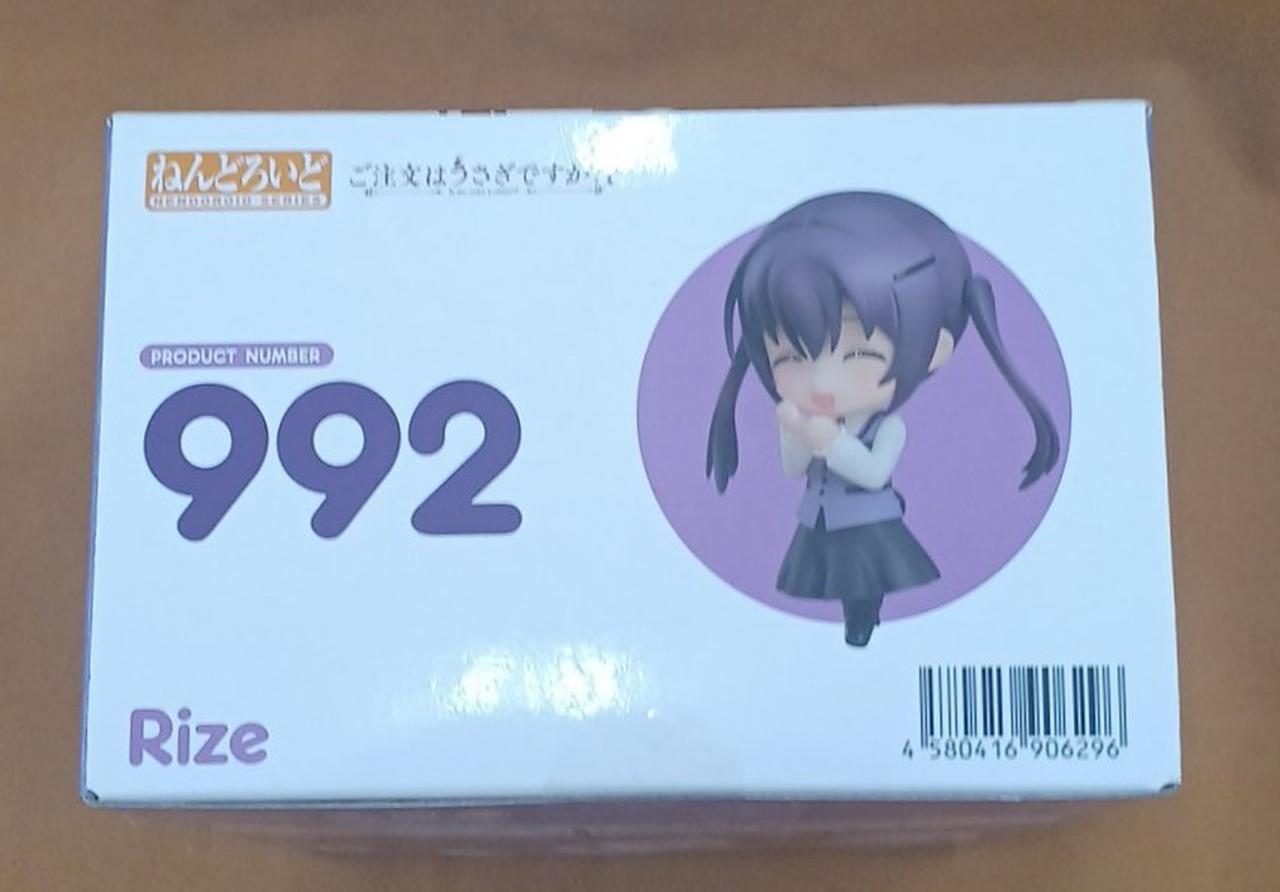 ねんどろいど
NENDOROID SERIES
ご注文はうさぎですか
PRODUCT NUMBER
992
Rize
4 580416 906296